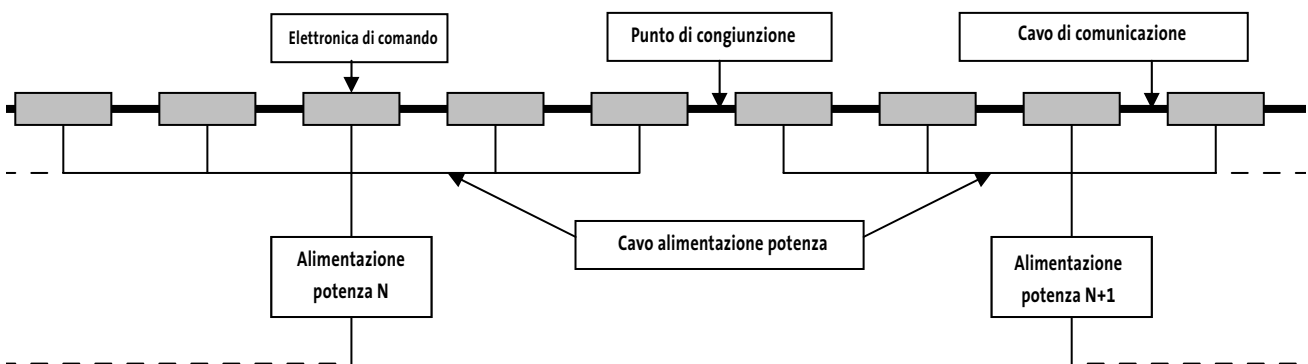 Elettronica di comando
Punto di congiunzione
Cavo di comunicazione
Cavo alimentazione potenza
Alimentazione
potenza N
Alimentazione
potenza N+1